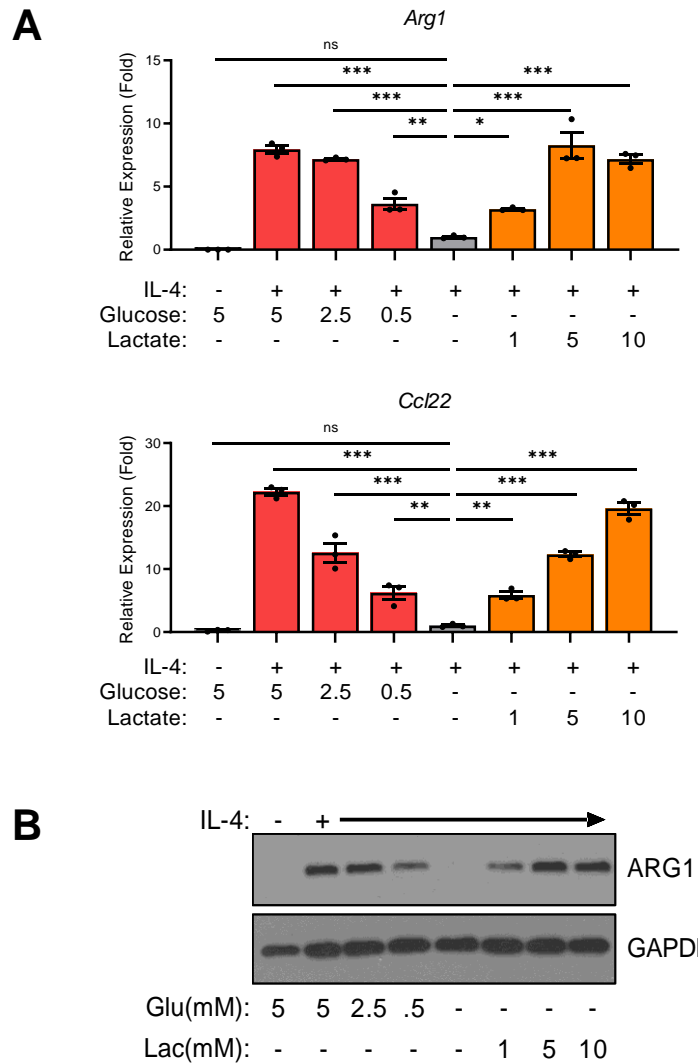 A
Arg1
ns
*** ***
*** ***
** *
Relative Expression (Fold)
15
10
5
0
IL-4: - + + + + + + +
Glucose: 5 5 2.5 0.5 - - - -
Lactate: - - - - - 1 5 10
Ccl22
ns
*** ***
*** ***
** **
Relative Expression (Fold)
30
20
10
0
IL-4: - + + + + + + +
Glucose: 5 5 2.5 0.5 - - - -
Lactate: - - - - - 1 5 10
B
IL-4: - +
ARG1
GAPD
Glu(mM): 5 5 2.5 .5 - - - -
Lac(mM): - - - - - 1 5 10